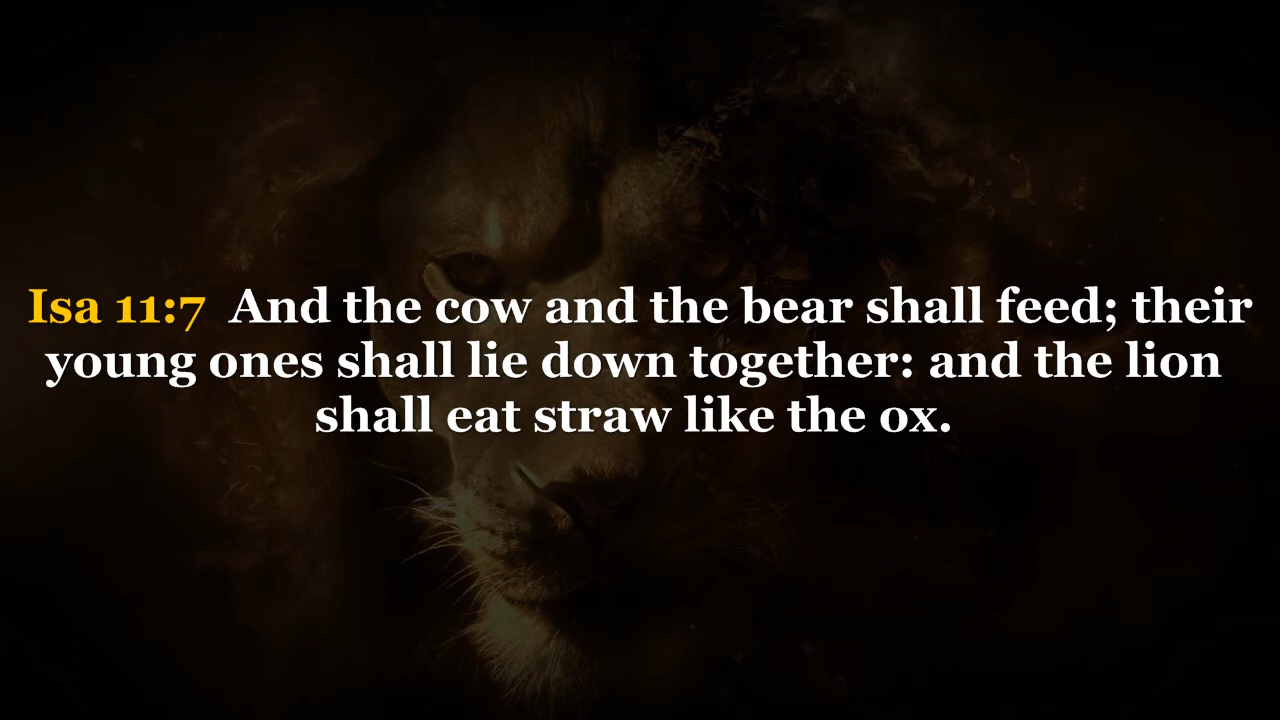 Isa 11:7  And the cow and the bear shall feed; their
young ones shall lie down together: and the lion
shall eat straw like the ox.